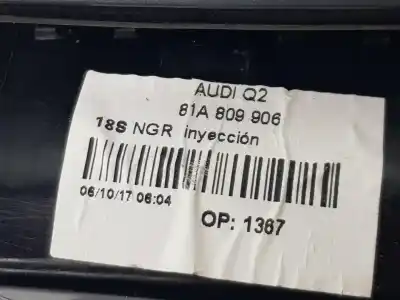 AUDI Q2
81A 809 906
18S NGR inyección
06/10/17 06:04
OP: 1367